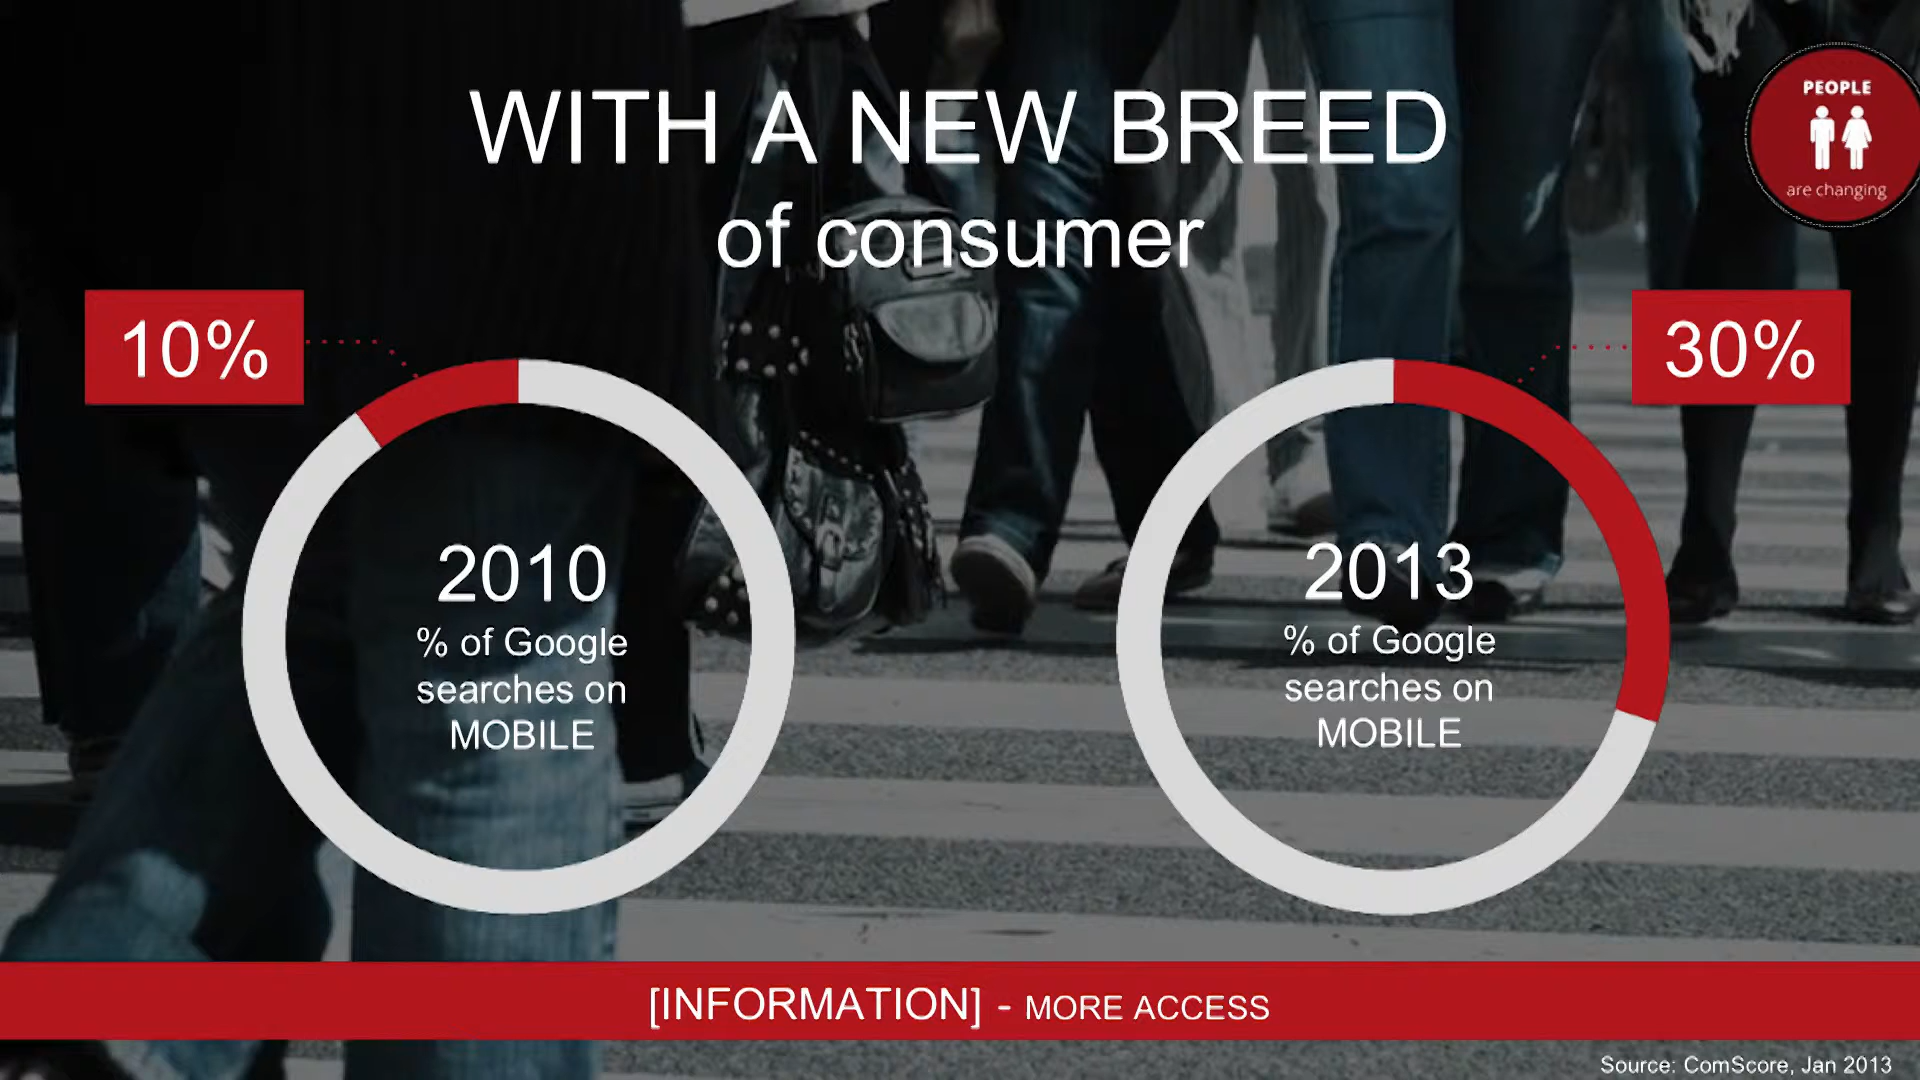 WITH A NEW BREED
of consumer
PEOPLE
are changing
10%
30%
2010
% of Google
searches on
MOBILE
2013
% of Google
searches on
MOBILE
[INFORMATION] - MORE ACCESS
Source: ComScore, Jan 2013